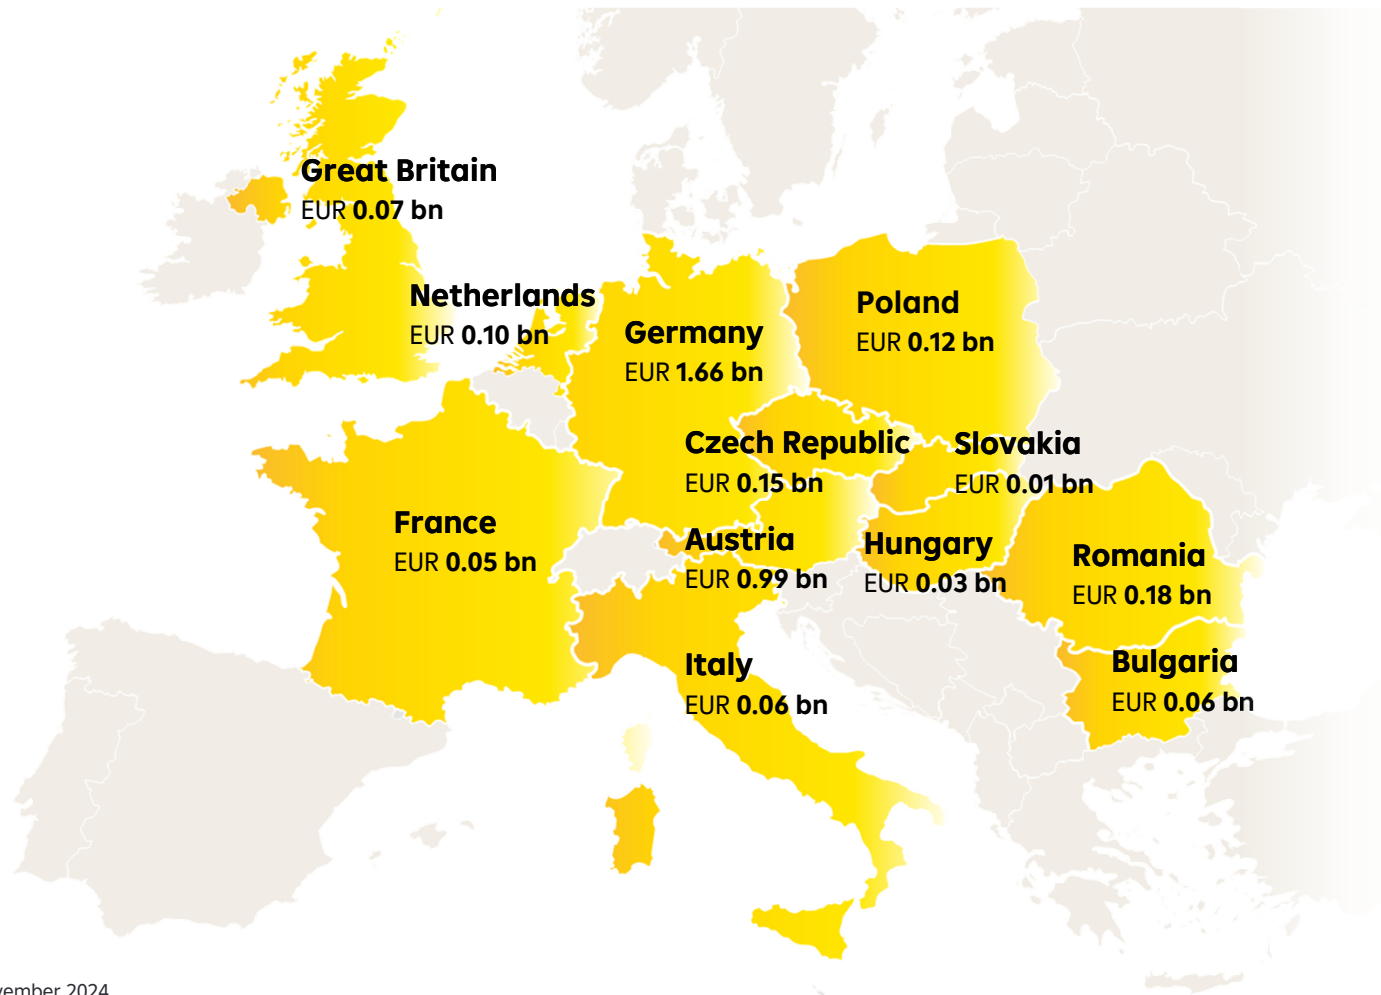 Great Britain
EUR 0.07 bn
Netherlands
EUR 0.10 bn
Germany
EUR 1.66 bn
Poland
EUR 0.12 bn
Czech Republic
EUR 0.15 bn
Slovakia
EUR 0.01 bn
France
EUR 0.05 bn
Austria
EUR 0.99 bn
Hungary
EUR 0.03 bn
Romania
EUR 0.18 bn
Italy
EUR 0.06 bn
Bulgaria
EUR 0.06 bn
vember 2024